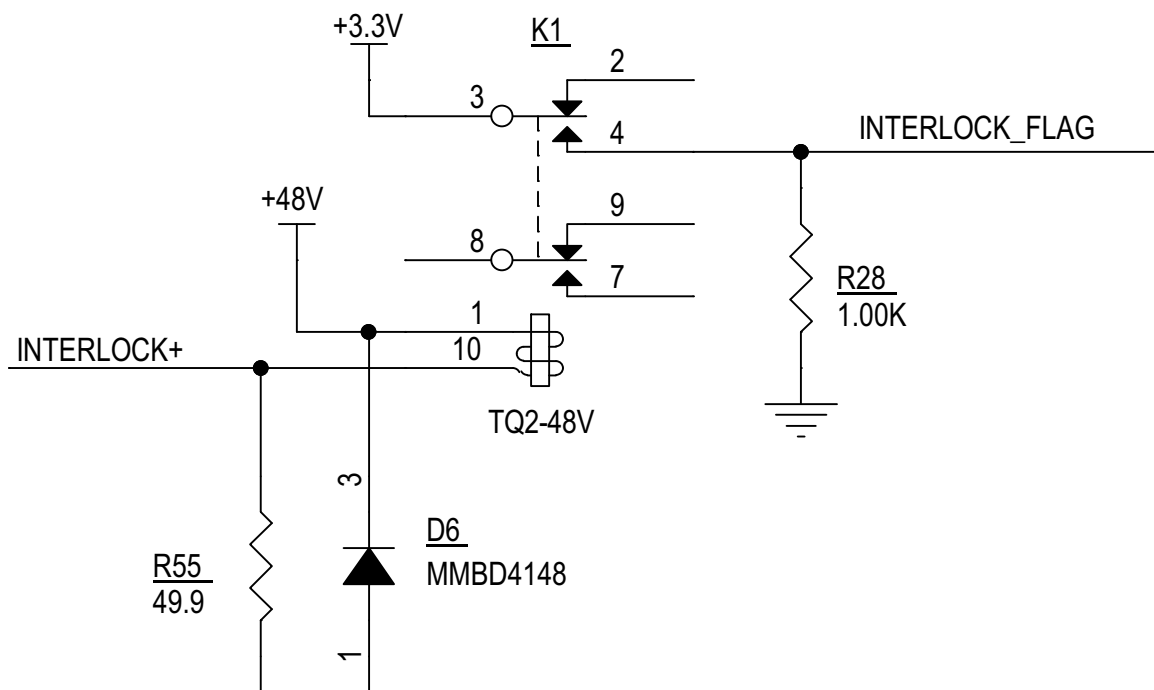 +3.3V
K1
2
3
4
INTERLOCK_FLAG
+48V
9
8
7
R28
1.00K
1
INTERLOCK+
10
TQ2-48V
3
D6
MMBD4148
R55
49.9
1